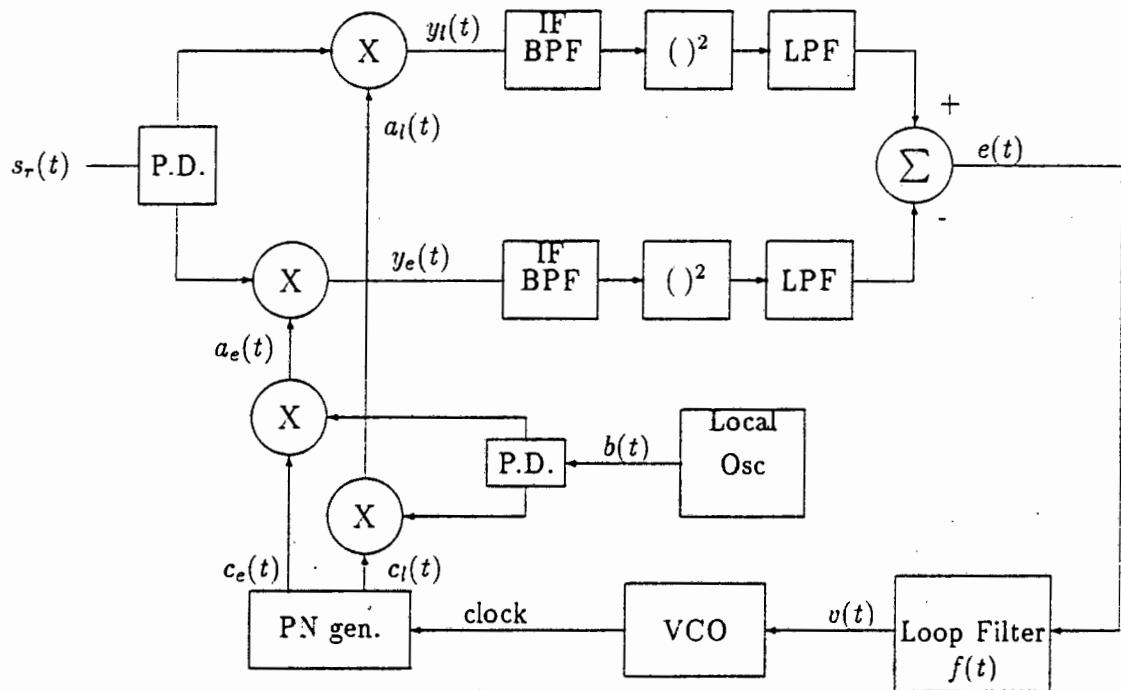 y_l(t)
IF
BPF
( )^2
LPF
X
a_l(t)
+
s_r(t)
P.D.
Σ
e(t)
-
y_e(t)
IF
BPF
( )^2
LPF
X
a_e(t)
X
Local
Osc
b(t)
P.D.
X
c_e(t)
c_l(t)
PN gen.
clock
VCO
v(t)
Loop Filter
f(t)